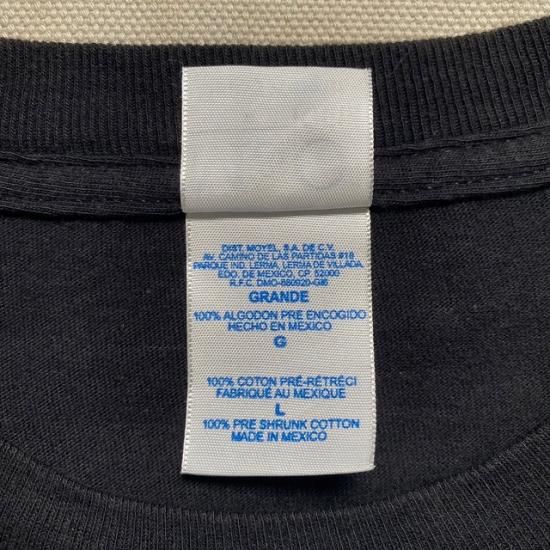 DIST. MOYEL, S.A. DE C.V.
AV. CAMINO DE LAS PARTIDAS #18
PARQUE IND. LERMA, LERMA DE VILLADA,
EDO. DE MEXICO, CP. 52000
R.F.C. DMO-880920-GI6
GRANDE
100% ALGODON PRE ENCOGIDO
HECHO EN MEXICO
G
100% COTON PRÉ-RÉTRÉCI
FABRIQUÉ AU MEXIQUE
L
100% PRE SHRUNK COTTON
MADE IN MEXICO